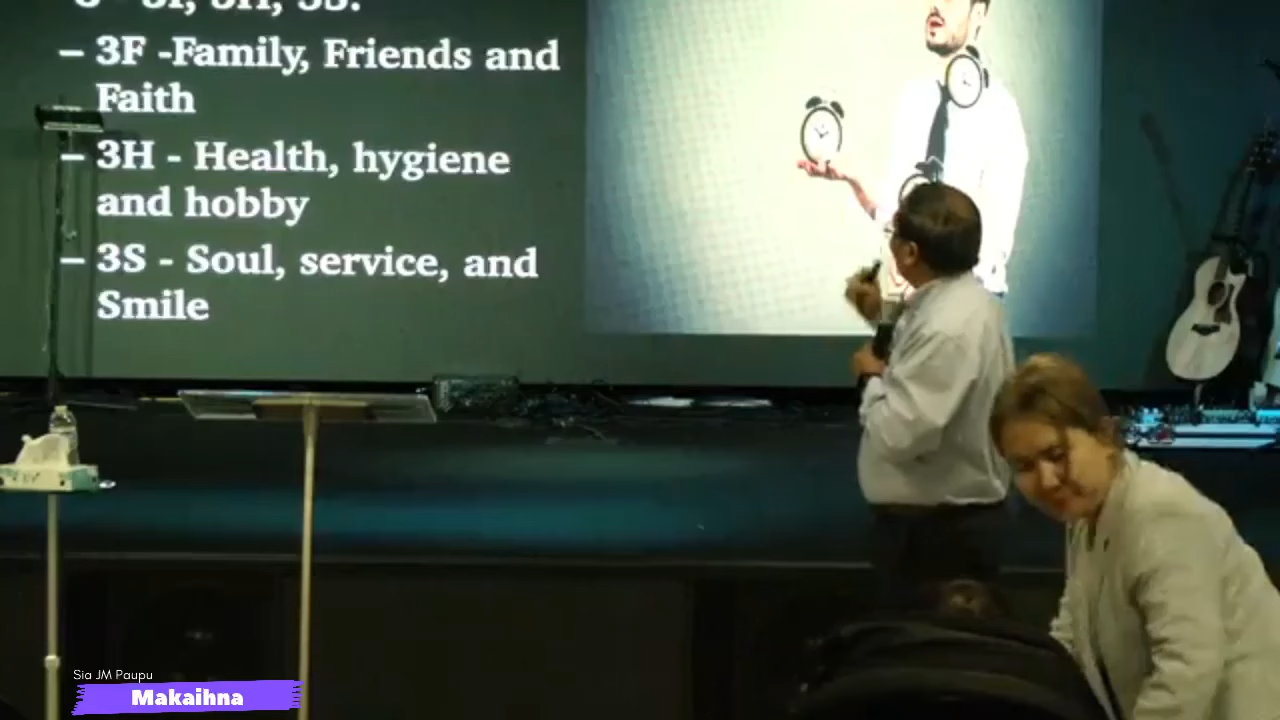 – 3F -Family, Friends and
Faith
– 3H - Health, hygiene
and hobby
– 3S - Soul, service, and
Smile
Sia JM Paupu
Makaihna